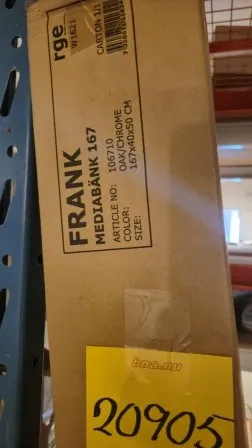 rge
W1621
CARTON 1/1
FRANK
MEDIABÄNK 167
ARTICLE NO: 106710
COLOR: OAK/CHROME
SIZE: 167x40x50 CM
bna.nu
20905